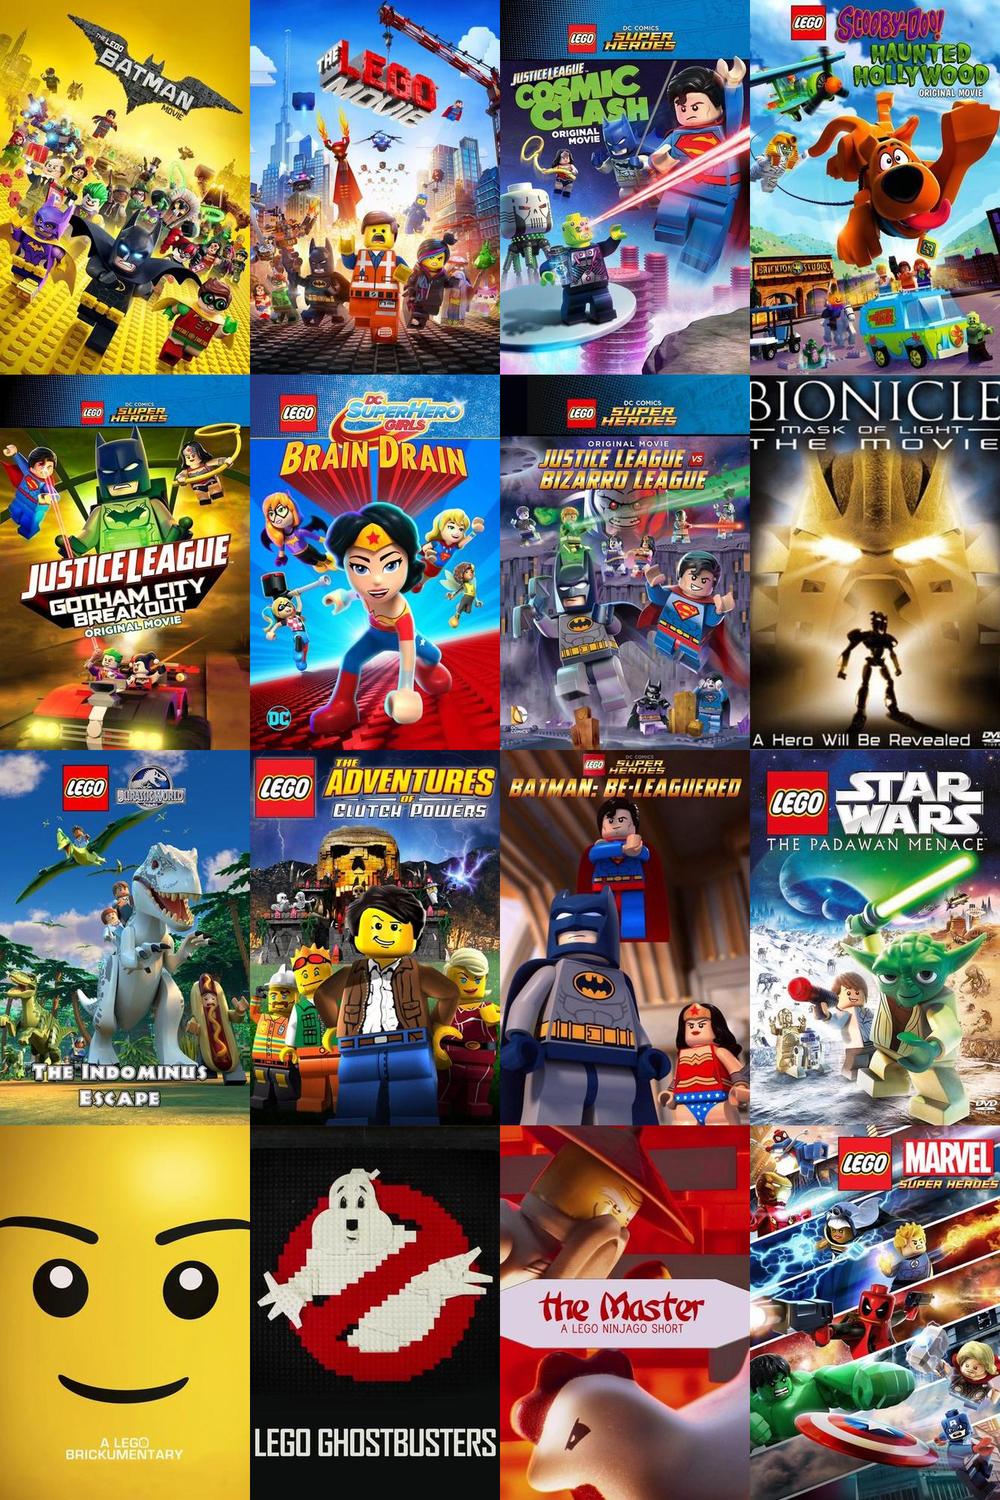 THE LEGO
BATMAN
MOVIE
THE LEGO
MOVIE
LEGO
DC COMICS
SUPER
HEROES
JUSTICE LEAGUE
COSMIC
CLASH
ORIGINAL
MOVIE
LEGO
SCOOBY-DOO!
HAUNTED
HOLLYWOOD
ORIGINAL MOVIE
BRICKTON STUDIOS
LEGO
DC COMICS
SUPER
HEROES
JUSTICE LEAGUE
GOTHAM CITY
BREAKOUT
ORIGINAL MOVIE
LEGO
DC
SUPERHERO
GIRLS
BRAIN DRAIN
DC
LEGO
DC COMICS
SUPER
HEROES
ORIGINAL MOVIE
JUSTICE LEAGUE VS
BIZARRO LEAGUE
DC
COMICS
BIONICLE
MASK OF LIGHT
THE MOVIE
A Hero Will Be Revealed
DVD
LEGO
JURASSIC WORLD
THE INDOMINUS
ESCAPE
LEGO
THE
ADVENTURES
OF
CLUTCH POWERS
LEGO
DC COMICS
SUPER
HEROES
BATMAN: BE-LEAGUERED
LEGO
STAR
WARS
THE PADAWAN MENACE
DVD
A LEGO
BRICKUMENTARY
LEGO GHOSTBUSTERS
the Master
A LEGO NINJAGO SHORT
LEGO
MARVEL
SUPER HEROES